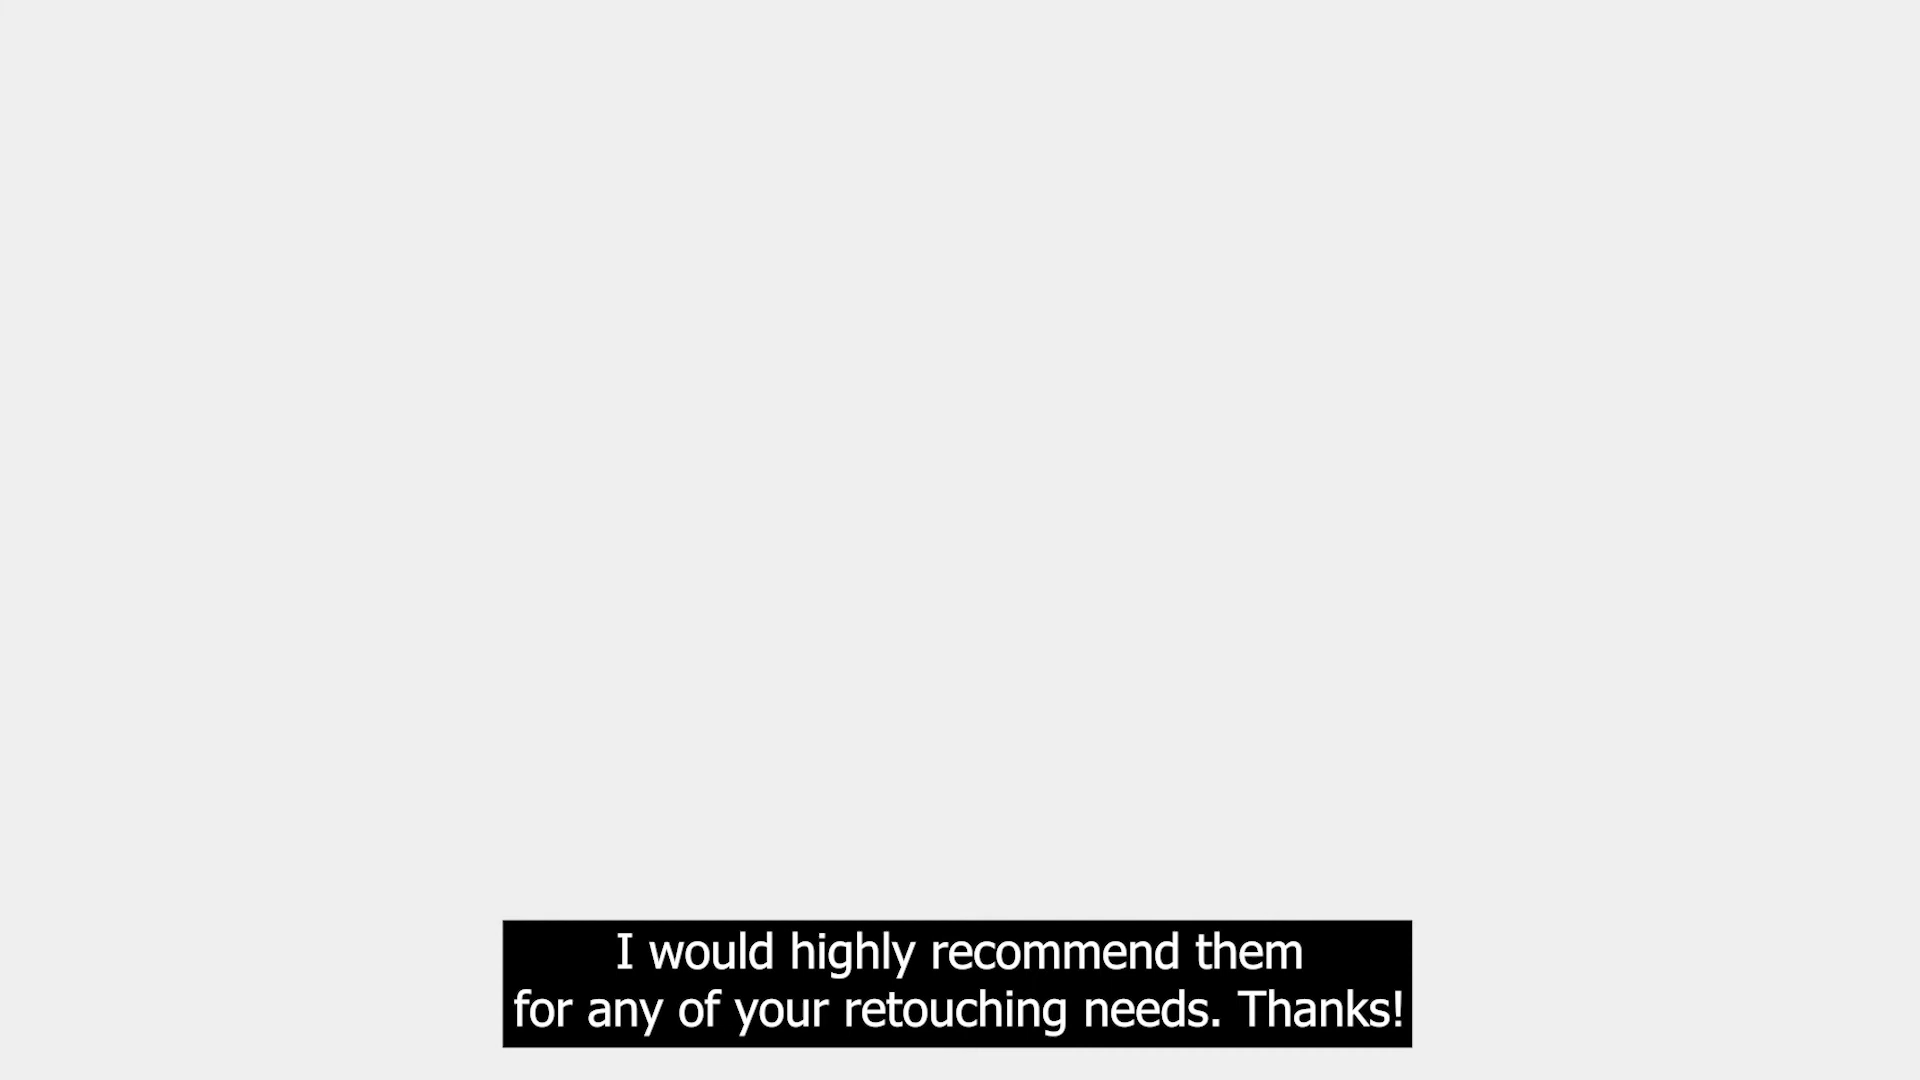 I would highly recommend them
for any of your retouching needs. Thanks!